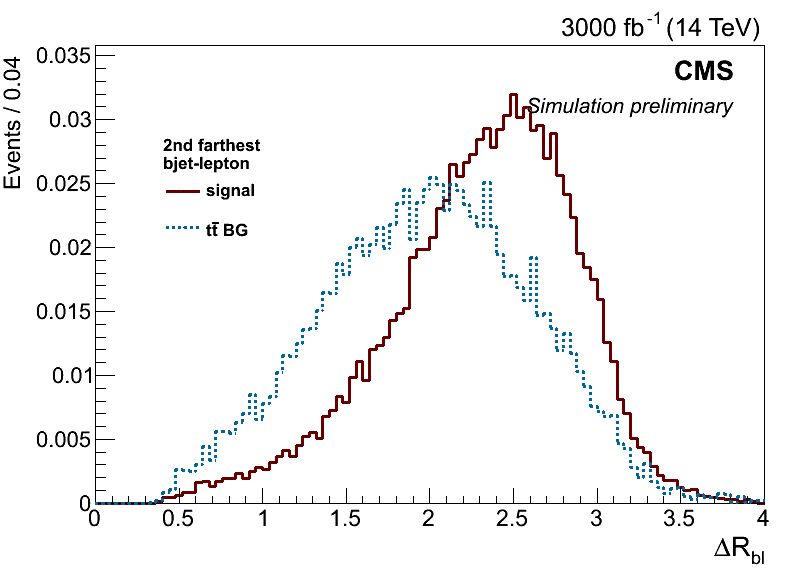 3000 fb⁻¹ (14 TeV)
CMS
Simulation preliminary
Events / 0.04
0.035
0.03
0.025
0.02
0.015
0.01
0.005
0
2nd farthest
bjet-lepton
signal
tt̄ BG
0 0.5 1 1.5 2 2.5 3 3.5 4
ΔR_bl